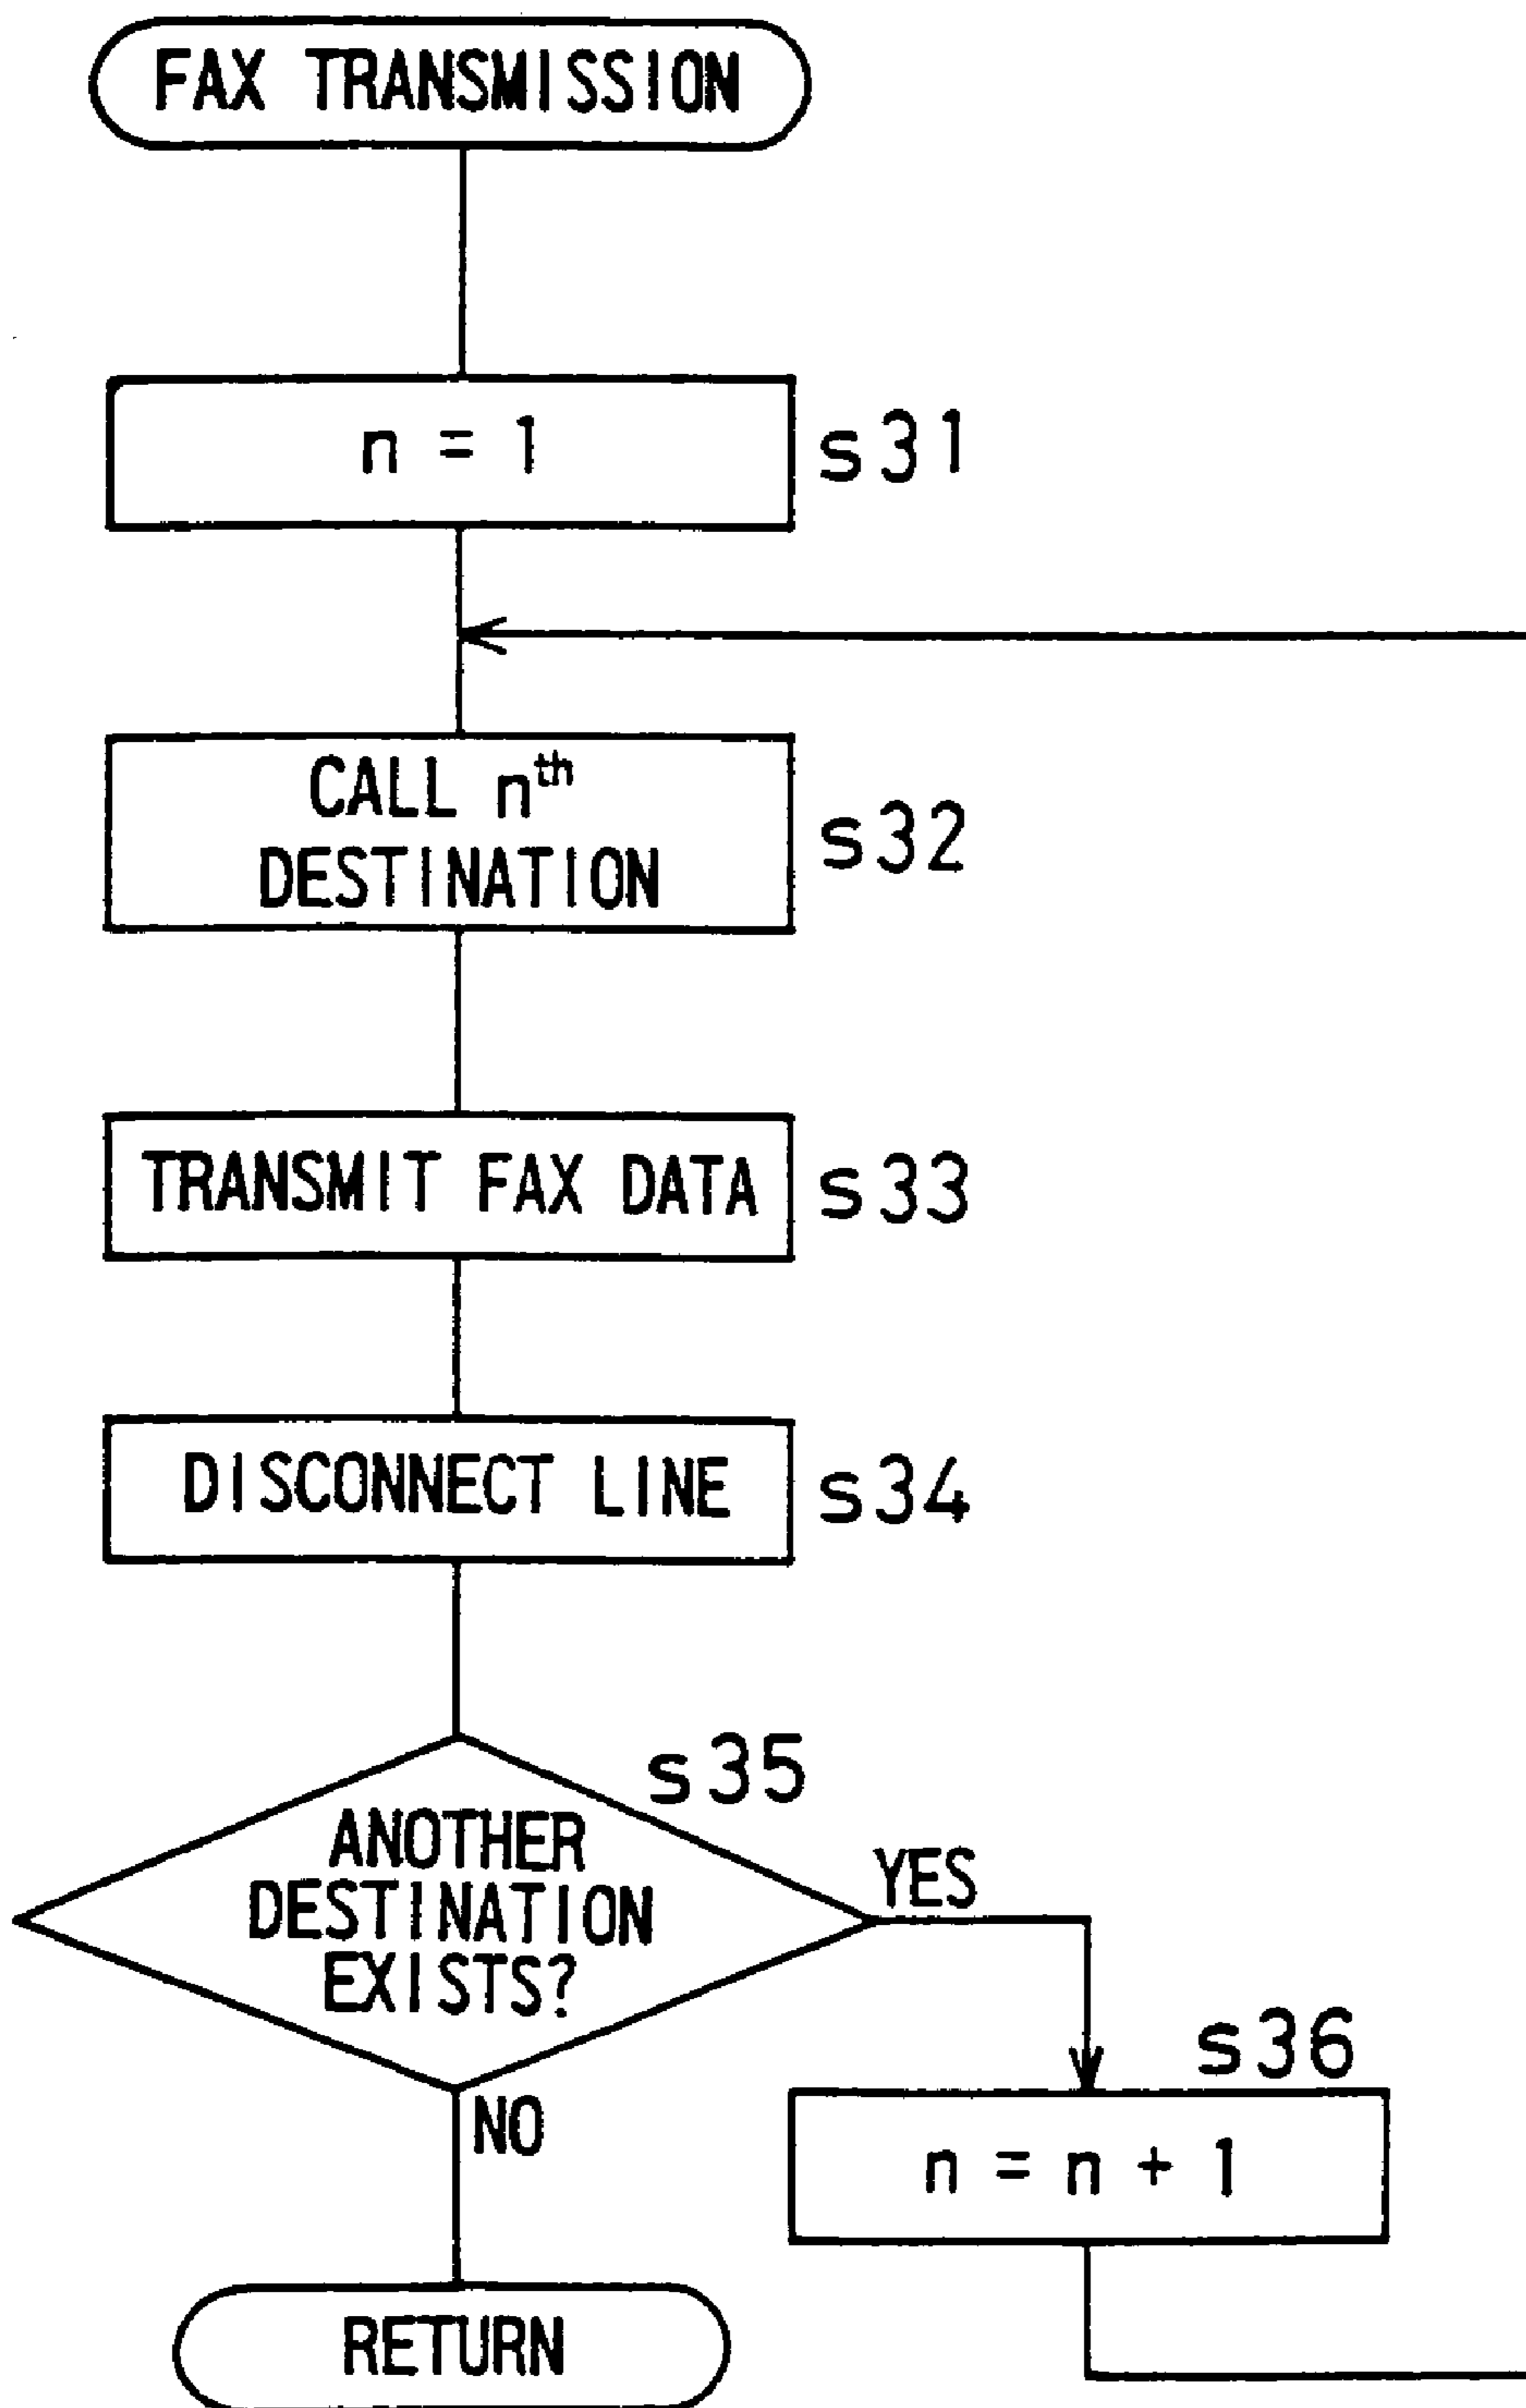 FAX TRANSMISSION
n = 1
s31
CALL nth
DESTINATION
s32
TRANSMIT FAX DATA
s33
DISCONNECT LINE
s34
s35
ANOTHER
DESTINATION
EXISTS?
YES
NO
s36
n = n + 1
RETURN